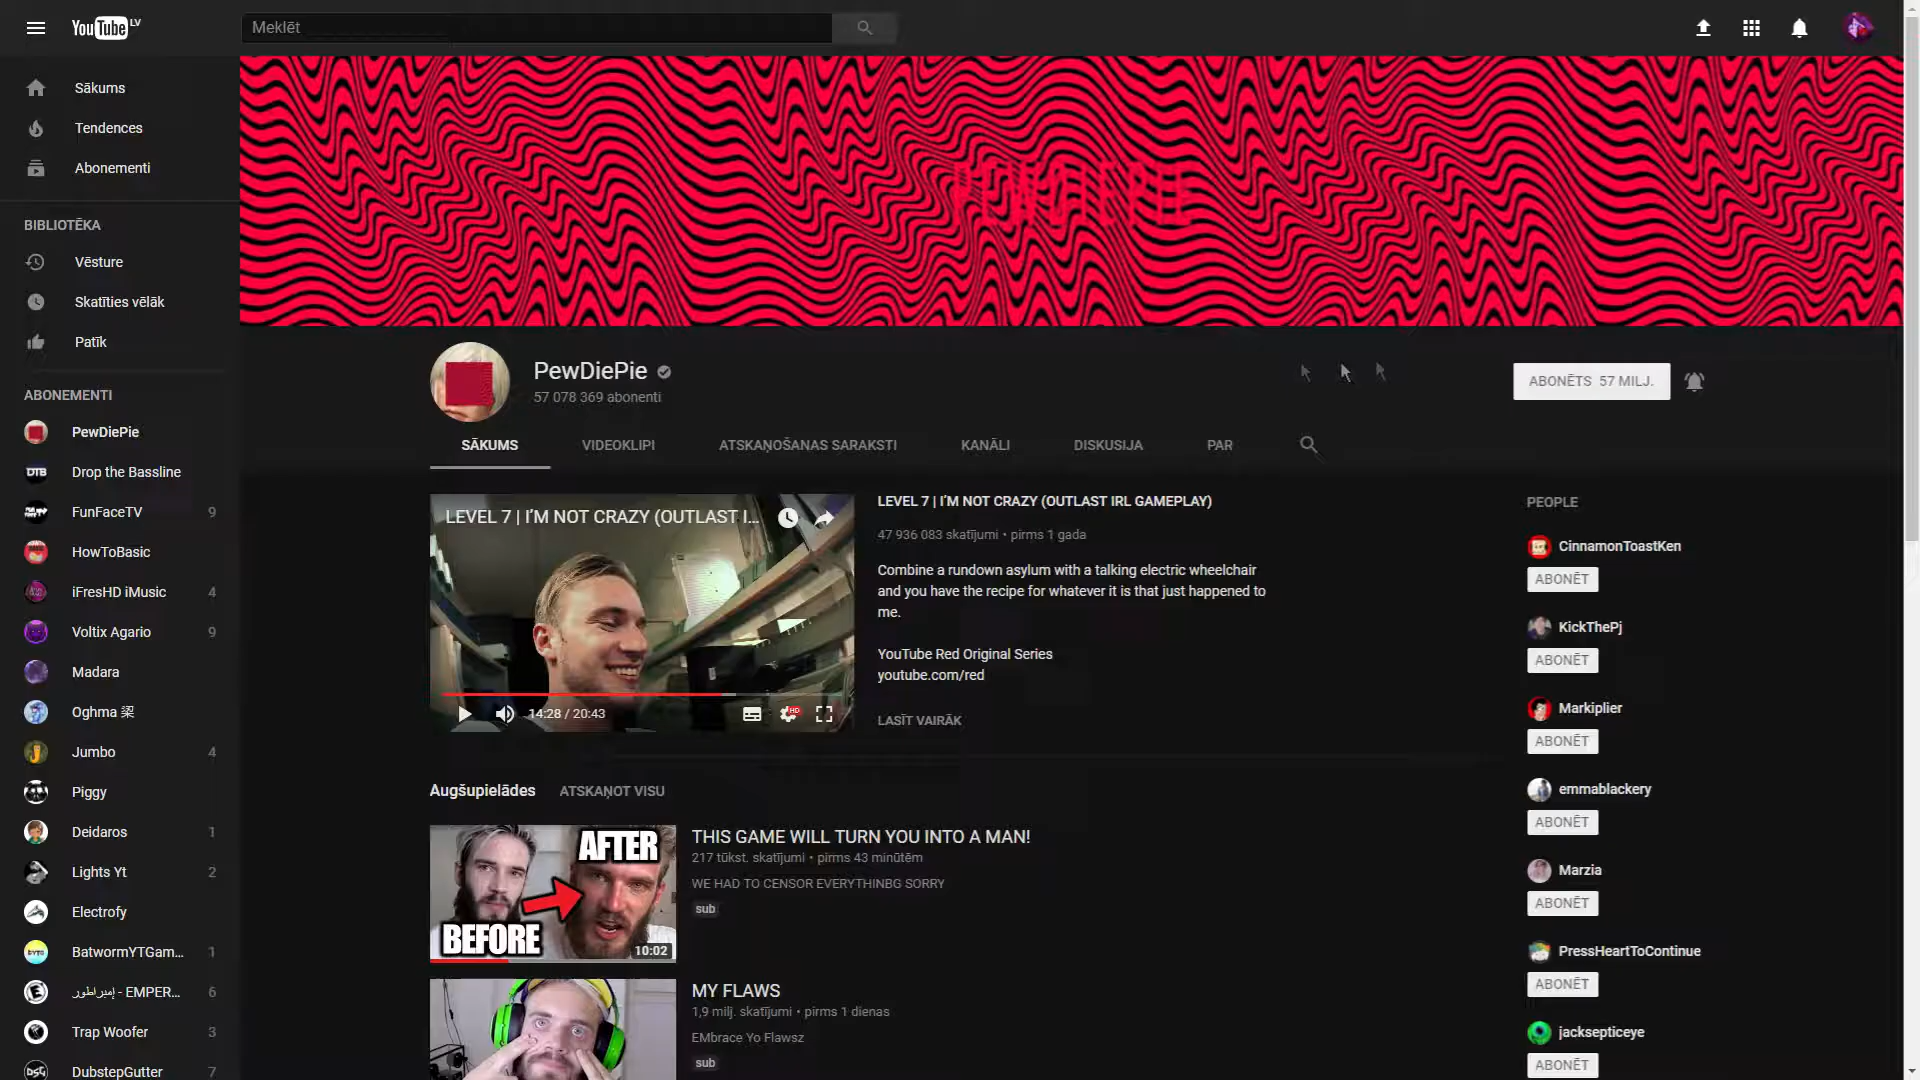 YouTube LV
Meklēt
Sākums
Tendences
Abonementi
BIBLIOTĒKA
Vēsture
Skatīties vēlāk
Patīk
ABONEMENTI
PewDiePie
Drop the Bassline
FunFaceTV 9
HowToBasic
iFresHD iMusic 4
Voltix Agario 9
Madara
Oghma 梁
Jumbo 4
Piggy
Deidaros 1
Lights Yt 2
Electrofy
BatwormYTGam... 1
إمبراطور - EMPER... 6
Trap Woofer 3
DubstepGutter 7
PEWDIEPIE
PewDiePie
57 078 369 abonenti
ABONĒTS 57 MILJ.
SĀKUMS VIDEOKLIPI ATSKAŅOŠANAS SARAKSTI KANĀLI DISKUSIJA PAR
LEVEL 7 | I'M NOT CRAZY (OUTLAST I...
14:28 / 20:43
HD
LEVEL 7 | I'M NOT CRAZY (OUTLAST IRL GAMEPLAY)
47 936 083 skatījumi • pirms 1 gada
Combine a rundown asylum with a talking electric wheelchair
and you have the recipe for whatever it is that just happened to
me.
YouTube Red Original Series
youtube.com/red
LASĪT VAIRĀK
Augšupielādes ATSKAŅOT VISU
AFTER
BEFORE
10:02
THIS GAME WILL TURN YOU INTO A MAN!
217 tūkst. skatījumi • pirms 43 minūtēm
WE HAD TO CENSOR EVERYTHINBG SORRY
sub
MY FLAWS
1,9 milj. skatījumi • pirms 1 dienas
EMbrace Yo Flawsz
sub
PEOPLE
CinnamonToastKen
ABONĒT
KickThePj
ABONĒT
Markiplier
ABONĒT
emmablackery
ABONĒT
Marzia
ABONĒT
PressHeartToContinue
ABONĒT
jacksepticeye
ABONĒT